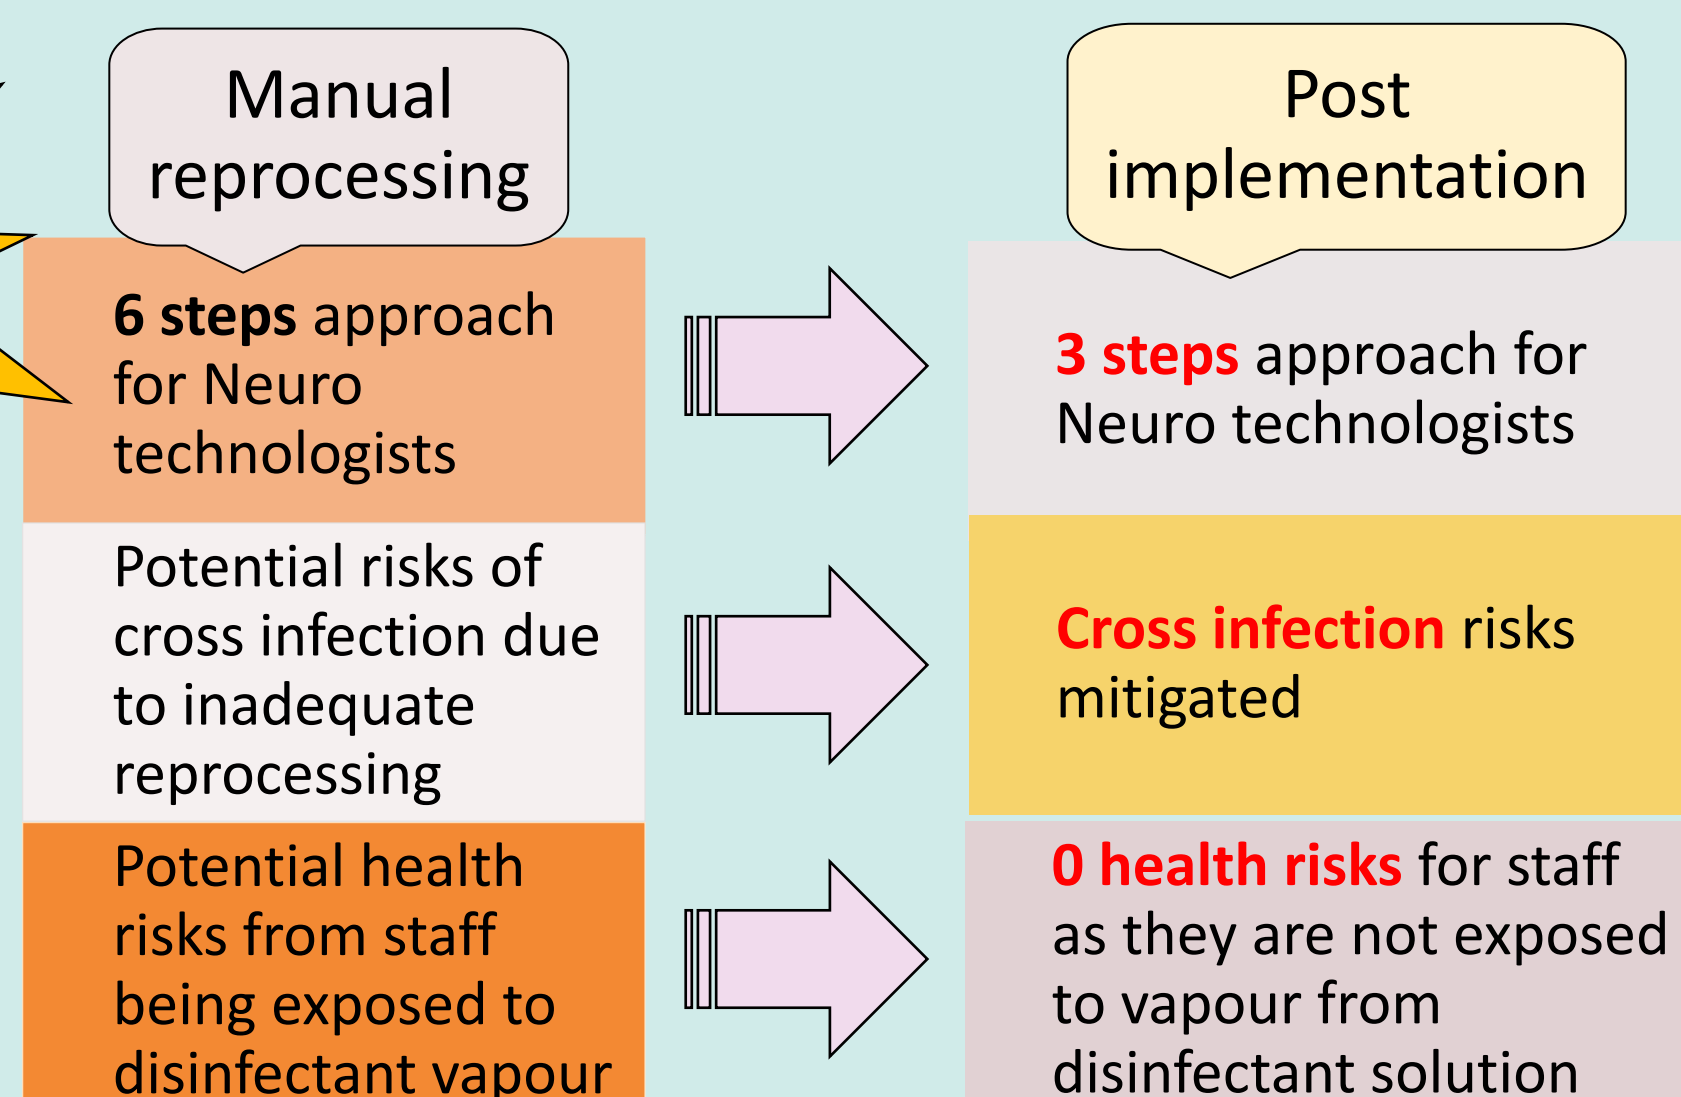 Manual
reprocessing
Post
implementation
6 steps approach
for Neuro
technologists
3 steps approach for
Neuro technologists
Potential risks of
cross infection due
to inadequate
reprocessing
Cross infection risks
mitigated
Potential health
risks from staff
being exposed to
disinfectant vapour
0 health risks for staff
as they are not exposed
to vapour from
disinfectant solution